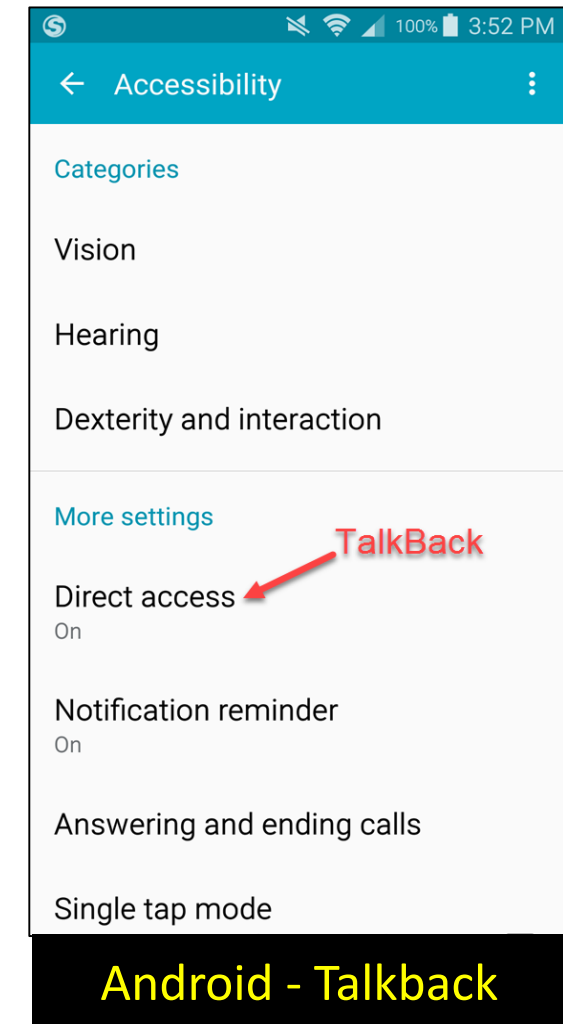 100% 3:52 PM
Accessibility
Categories
Vision
Hearing
Dexterity and interaction
More settings
TalkBack
Direct access
On
Notification reminder
On
Answering and ending calls
Single tap mode
Android - Talkback